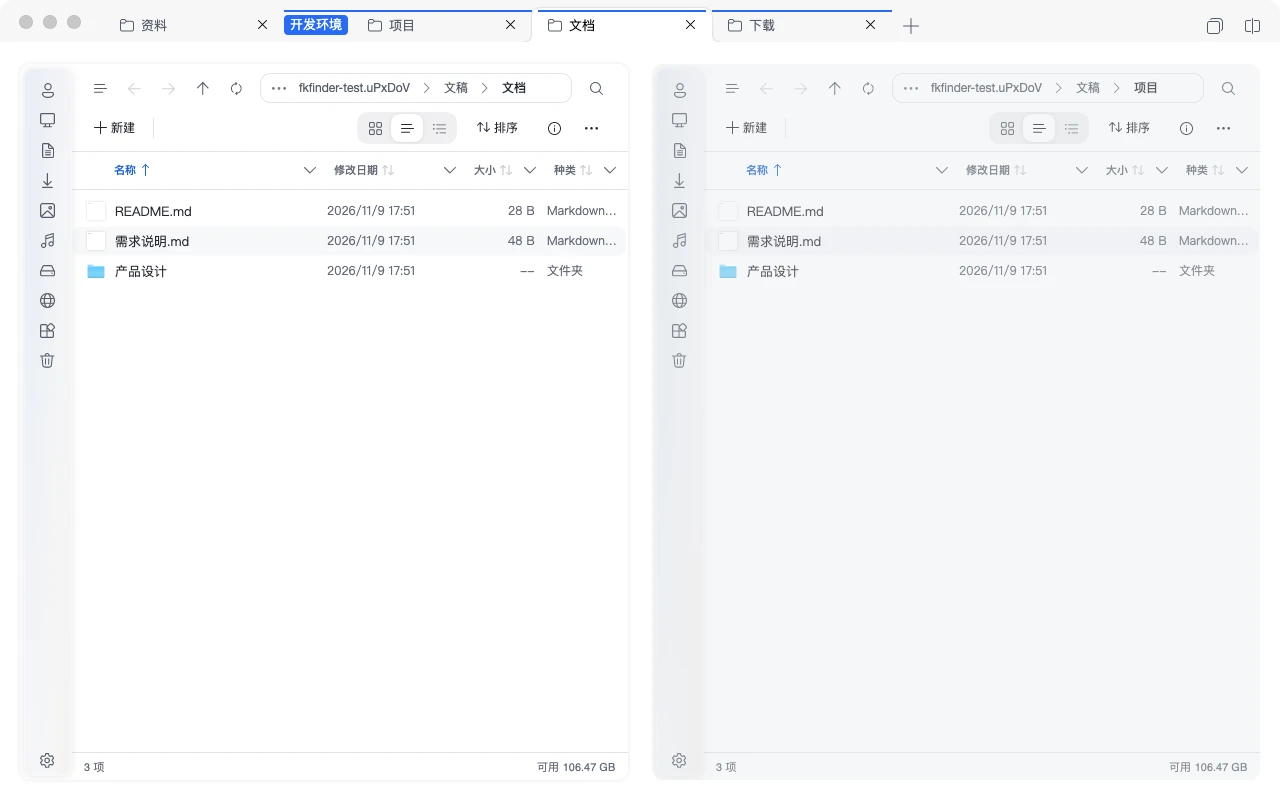 资料
开发环境
项目
文档
下载
fkfinder-test.uPxDoV 文稿 文档
新建
排序
名称 修改日期 大小 种类
README.md 2026/11/9 17:51 28 B Markdown...
需求说明.md 2026/11/9 17:51 48 B Markdown...
产品设计 2026/11/9 17:51 -- 文件夹
3 项
可用 106.47 GB
fkfinder-test.uPxDoV 文稿 项目
新建
排序
名称 修改日期 大小 种类
README.md 2026/11/9 17:51 28 B Markdown...
需求说明.md 2026/11/9 17:51 48 B Markdown...
产品设计 2026/11/9 17:51 -- 文件夹
3 项
可用 106.47 GB